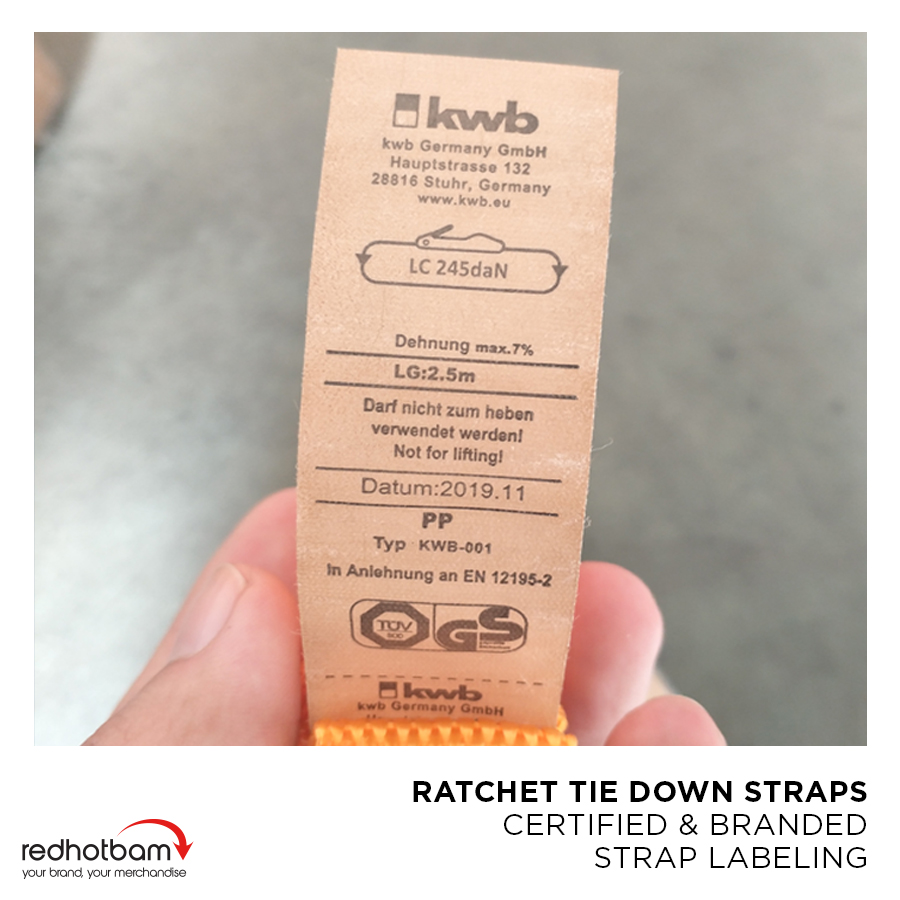 kwb
kwb Germany GmbH
Hauptstrasse 132
28816 Stuhr, Germany
www.kwb.eu
LC 245daN
Dehnung max.7%
LG:2.5m
Darf nicht zum heben
verwendet werden!
Not for lifting!
Datum:2019.11
PP
Typ KWB-001
In Anlehnung an EN 12195-2
TÜV
SÜD
GS
kwb
kwb Germany GmbH
RATCHET TIE DOWN STRAPS
CERTIFIED & BRANDED
STRAP LABELING
redhotbam
your brand, your merchandise